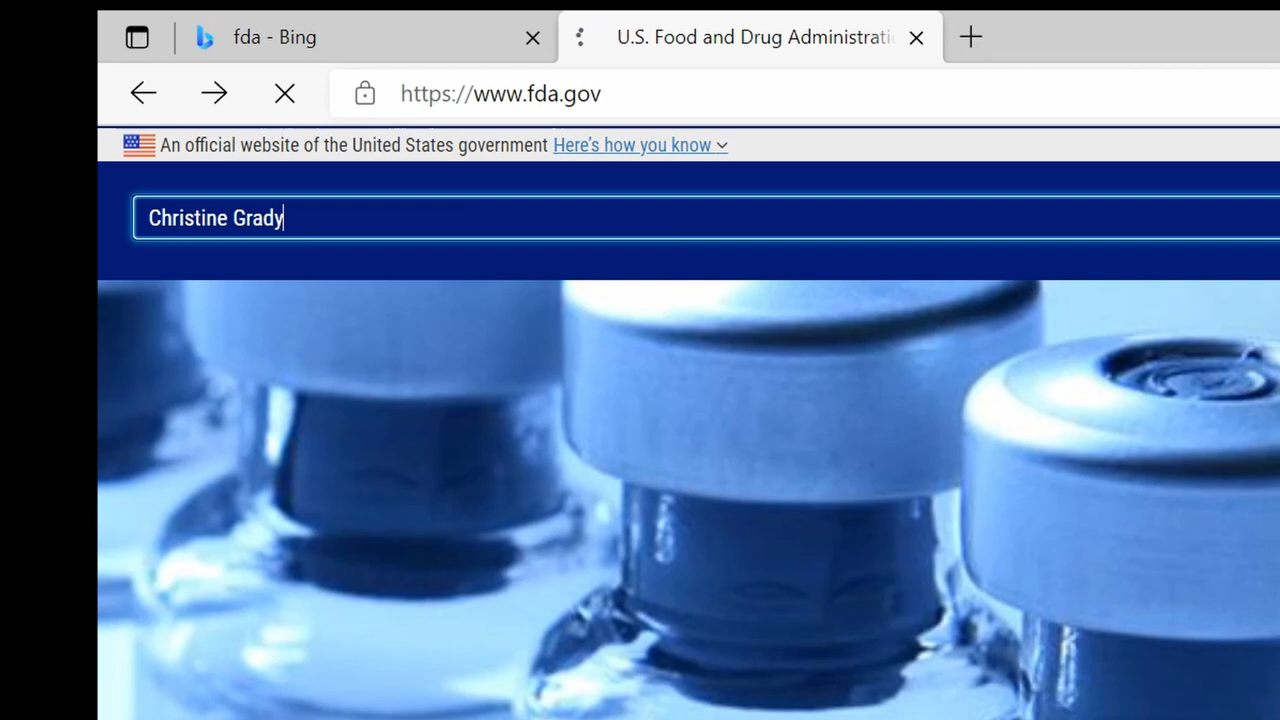 fda - Bing
U.S. Food and Drug Administrati
https://www.fda.gov
An official website of the United States government Here's how you know
Christine Grady